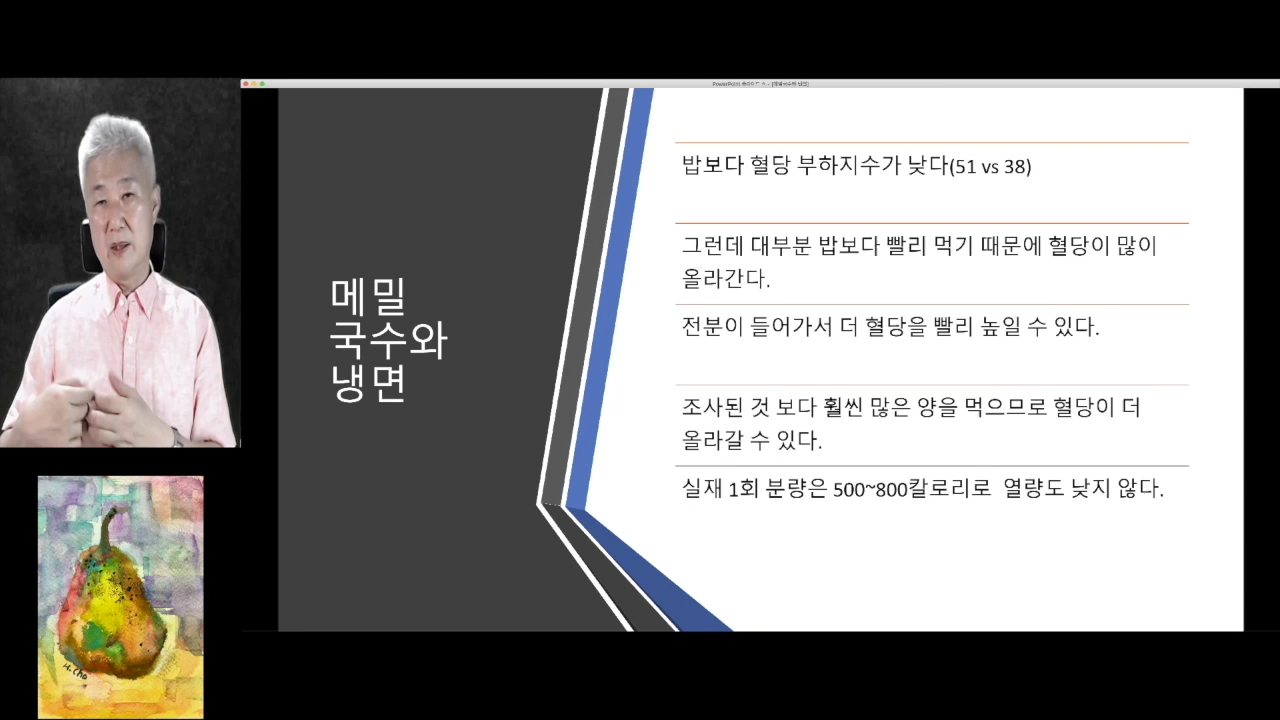 메밀
국수와
냉면
밥보다 혈당 부하지수가 낮다(51 vs 38)
그런데 대부분 밥보다 빨리 먹기 때문에 혈당이 많이
올라간다.
전분이 들어가서 더 혈당을 빨리 높일 수 있다.
조사된 것 보다 훨씬 많은 양을 먹으므로 혈당이 더
올라갈 수 있다.
실재 1회 분량은 500~800칼로리로 열량도 낮지 않다.
H.Cho